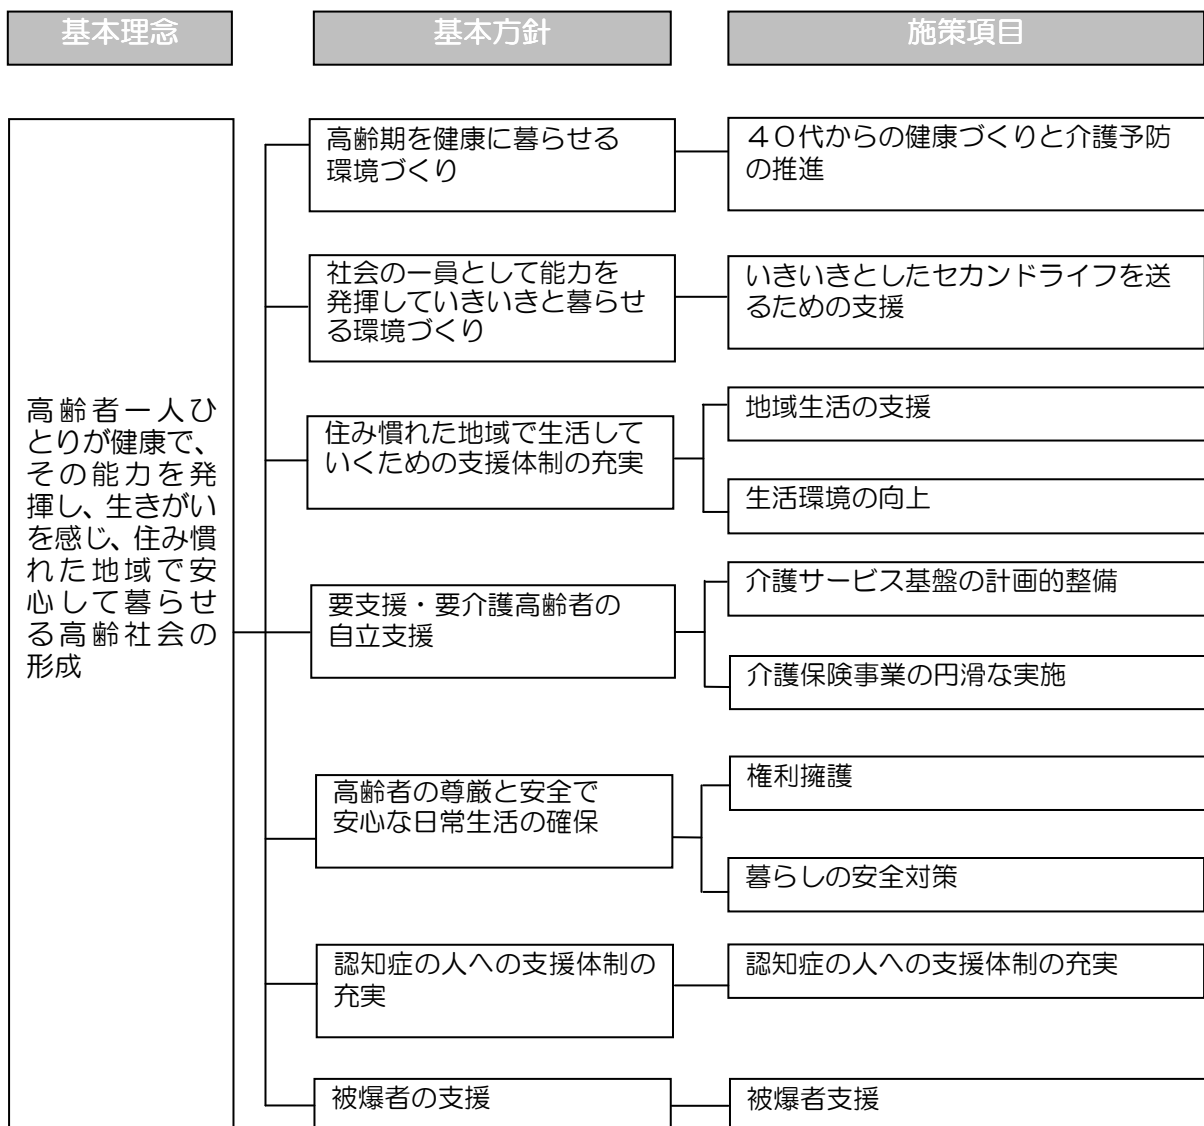 基本理念
基本方針
施策項目
高齢者一人ひ
とりが健康で、
その能力を発
揮し、生きがい
を感じ、住み慣
れた地域で安
心して暮らせ
る高齢社会の
形成
高齢期を健康に暮らせる
環境づくり
４０代からの健康づくりと介護予防
の推進
社会の一員として能力を
発揮していきいきと暮らせ
る環境づくり
いきいきとしたセカンドライフを送
るための支援
住み慣れた地域で生活して
いくための支援体制の充実
地域生活の支援
生活環境の向上
要支援・要介護高齢者の
自立支援
介護サービス基盤の計画的整備
介護保険事業の円滑な実施
高齢者の尊厳と安全で
安心な日常生活の確保
権利擁護
暮らしの安全対策
認知症の人への支援体制の
充実
認知症の人への支援体制の充実
被爆者の支援
被爆者支援